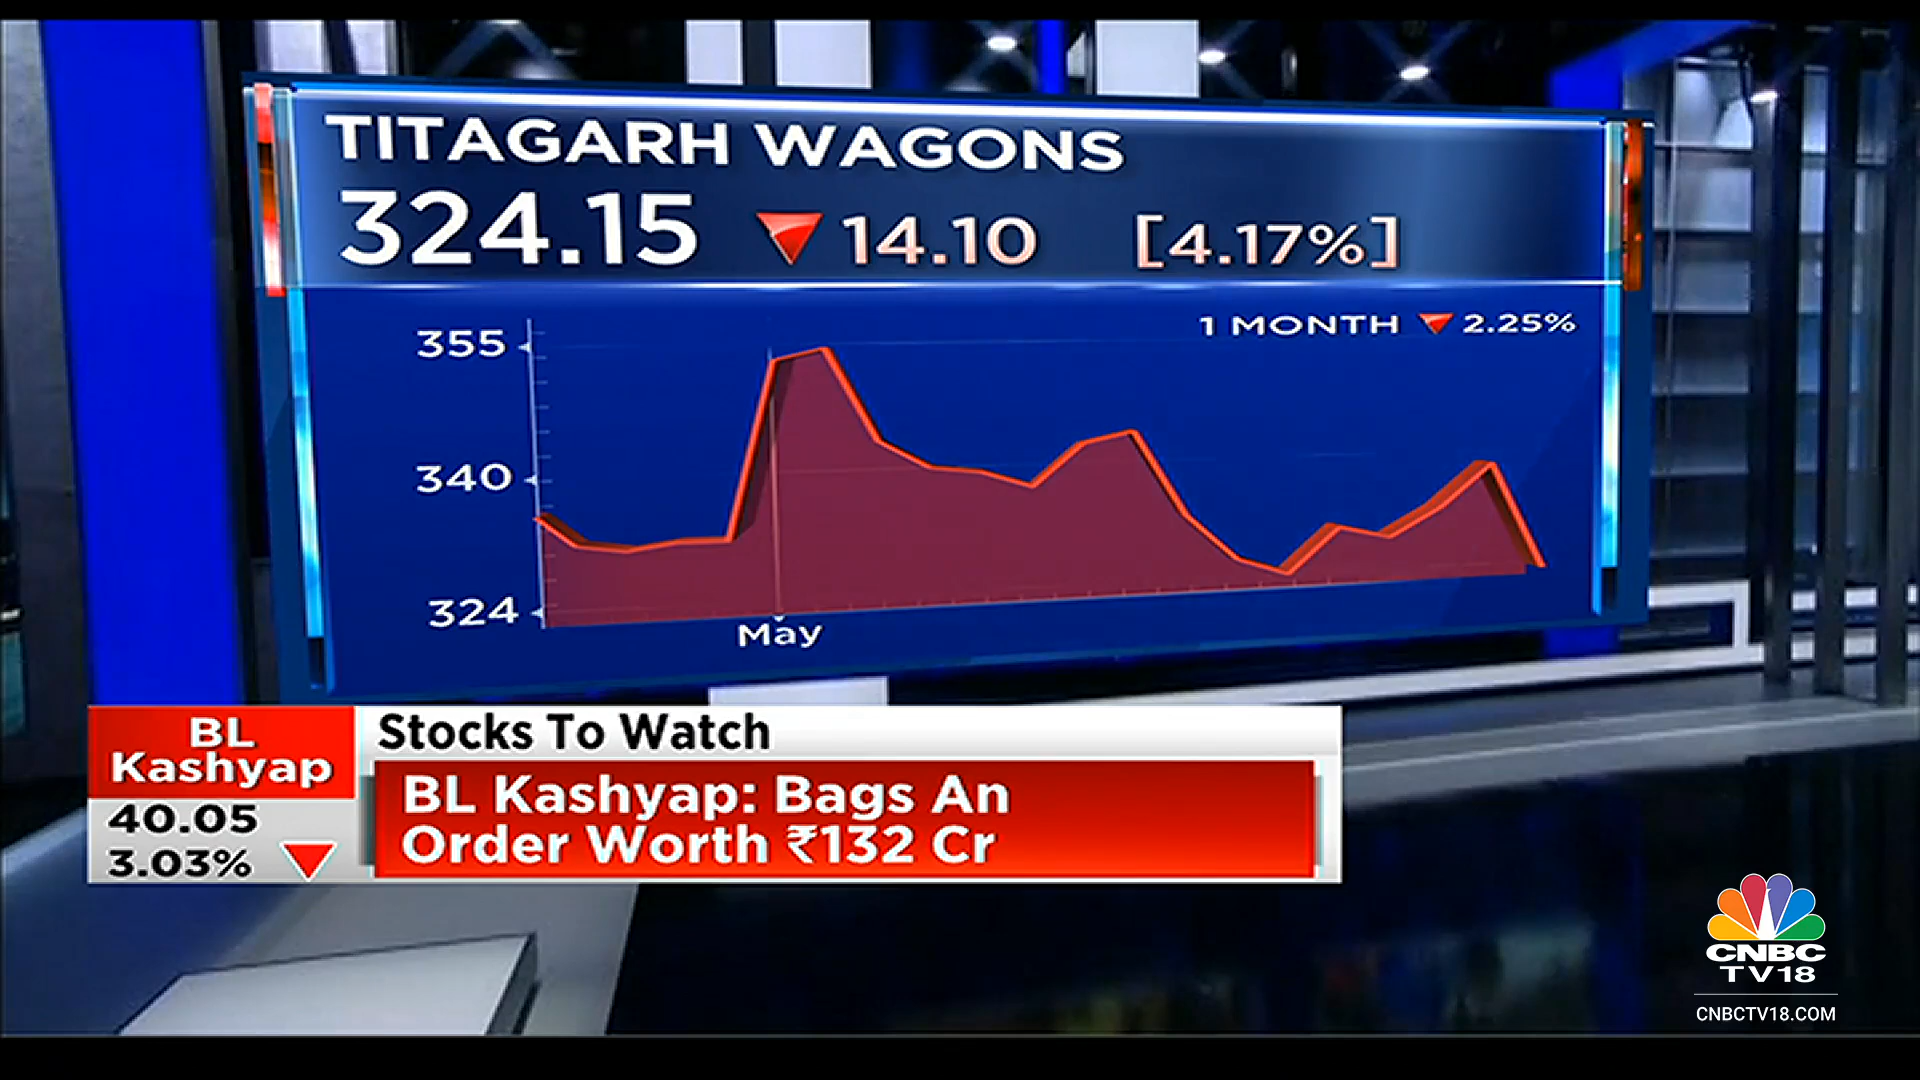 TITAGARH WAGONS
324.15 14.10 [4.17%]
1 MONTH 2.25%
355
340
324
May
BL
Kashyap
40.05
3.03%
Stocks To Watch
BL Kashyap: Bags An
Order Worth ₹132 Cr
CNBC
TV18
CNBCTV18.COM